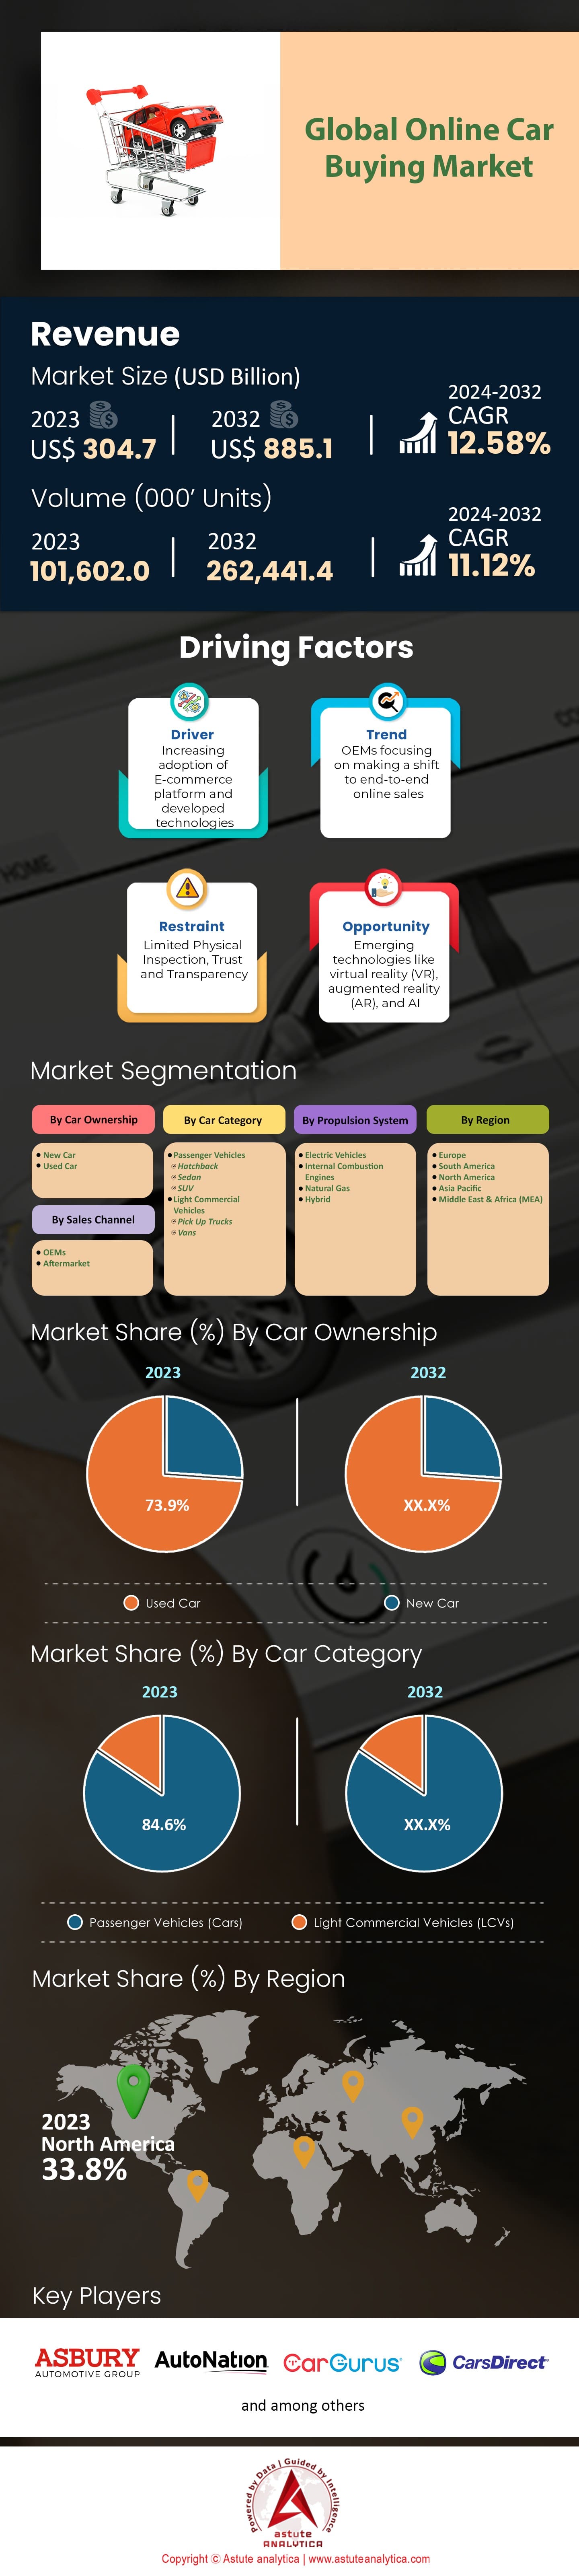 Global Online Car
Buying Market
Revenue
Market Size (USD Billion)
2023
US$ 304.7
2032
US$ 885.1
2024-2032
CAGR
12.58%
Volume (000' Units)
2023
101,602.0
2032
262,441.4
2024-2032
CAGR
11.12%
Driving Factors
Driver
Increasing
adoption of
E-commerce
platform and
developed
technologies
Trend
OEMs focusing
on making a shift
to end-to-end
online sales
HOME
Restraint
Limited Physical
Inspection, Trust
and Transparency
Opportunity
Emerging
technologies like
virtual reality (VR),
augmented reality
(AR), and AI
Market Segmentation
By Car Ownership
New Car
Used Car
By Sales Channel
OEMs
Aftermarket
By Car Category
Passenger Vehicles
Hatchback
Sedan
SUV
Light Commercial
Vehicles
Pick Up Trucks
Vans
By Propulsion System
Electric Vehicles
Internal Combustion
Engines
Natural Gas
Hybrid
By Region
Europe
South America
North America
Asia Pacific
Middle East & Africa (MEA)
Market Share (%) By Car Ownership
2023
73.9%
2032
XX.X%
Used Car
New Car
Market Share (%) By Car Category
2023
84.6%
2032
XX.X%
Passenger Vehicles (Cars)
Light Commercial Vehicles (LCVs)
Market Share (%) By Region
2023
North America
33.8%
Key Players
ASBURY
AUTOMOTIVE GROUP
AutoNation
CarGurus
CarsDirect
and among others
Powered by Data | Guided by Intelligence
astute
ANALYTICA
Copyright © Astute analytica | www.astuteanalytica.com